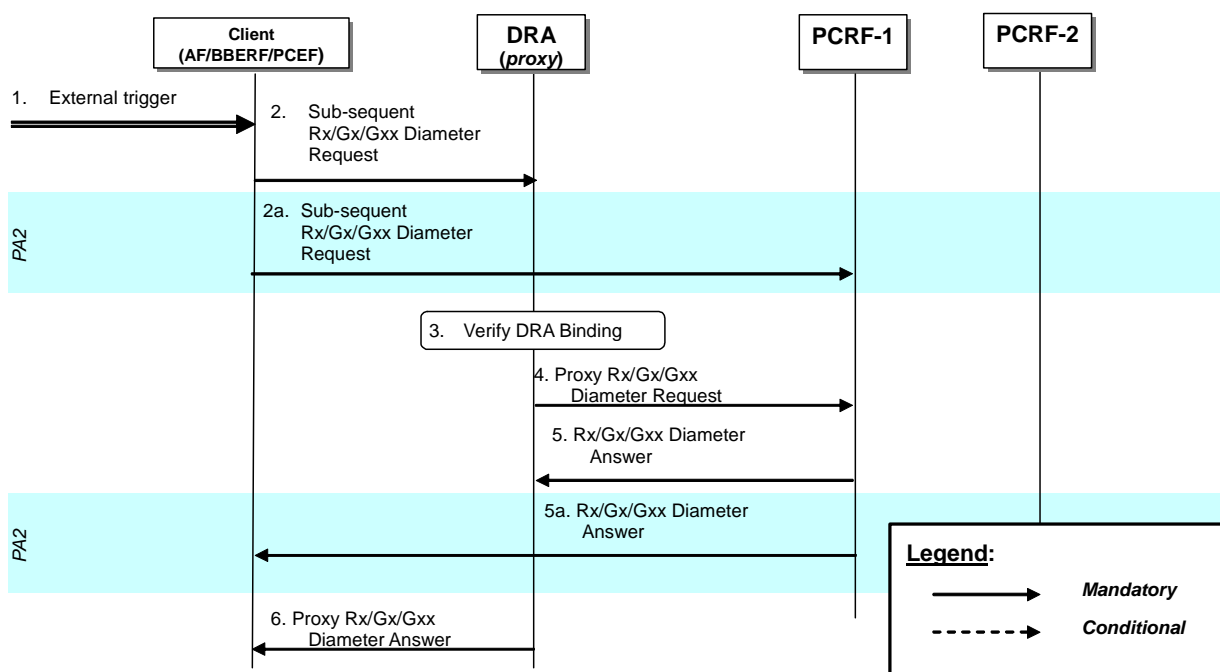 Client
(AF/BBERF/PCEF)
DRA
(proxy)
PCRF-1
PCRF-2
1. External trigger
2. Sub-sequent
Rx/Gx/Gxx Diameter
Request
PA2
2a. Sub-sequent
Rx/Gx/Gxx Diameter
Request
3. Verify DRA Binding
4. Proxy Rx/Gx/Gxx
Diameter Request
5. Rx/Gx/Gxx Diameter
Answer
PA2
5a. Rx/Gx/Gxx Diameter
Answer
6. Proxy Rx/Gx/Gxx
Diameter Answer
Legend:
Mandatory
Conditional